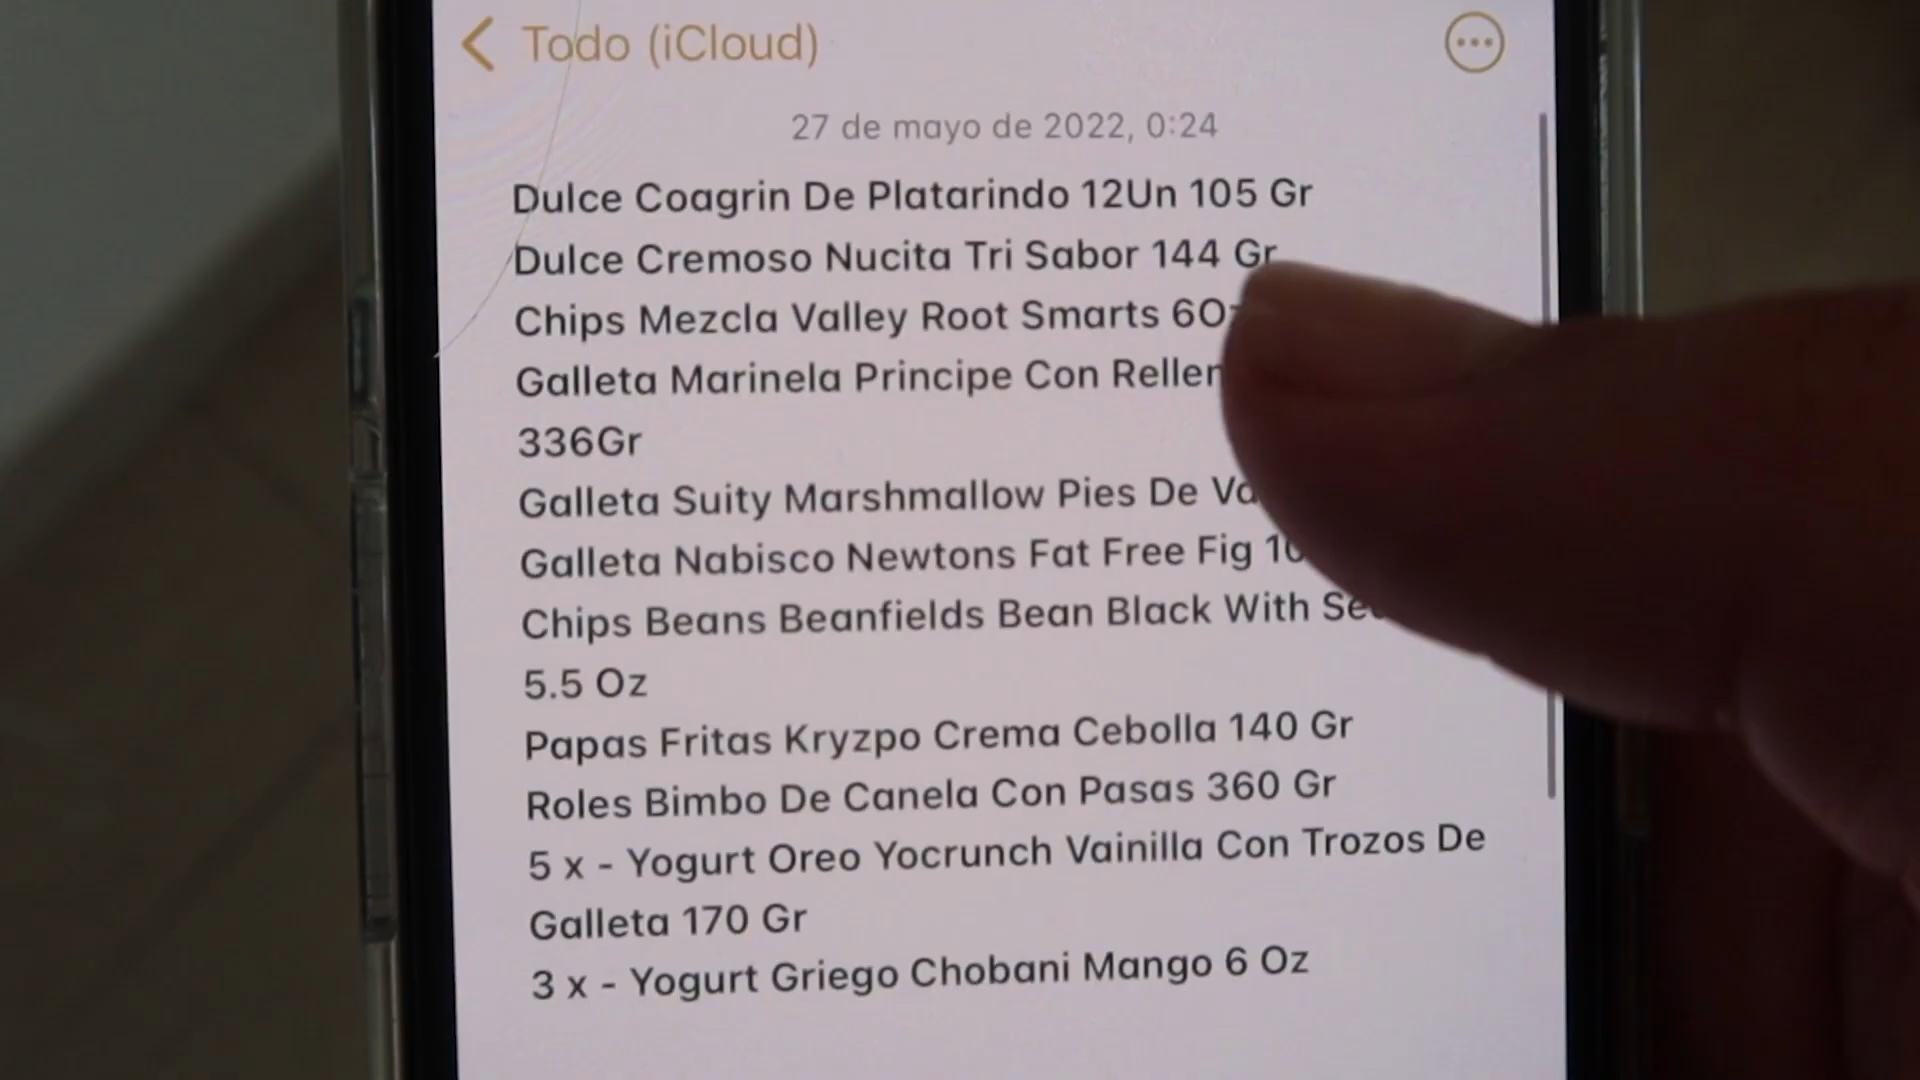 Todo (iCloud)
27 de mayo de 2022, 0:24
Dulce Coagrin De Platarindo 12Un 105 Gr
Dulce Cremoso Nucita Tri Sabor 144 Gr
Chips Mezcla Valley Root Smarts
Galleta Marinela Principe Con
336Gr
Galleta Suity Marshmallow Pies De
Galleta Nabisco Newtons Fat Free Fig
Chips Beans Beanfields Bean Black With
5.5 Oz
Papas Fritas Kryzpo Crema Cebolla 140 Gr
Roles Bimbo De Canela Con Pasas 360 Gr
5 x - Yogurt Oreo Yocrunch Vainilla Con Trozos De
Galleta 170 Gr
3 x - Yogurt Griego Chobani Mango 6 Oz